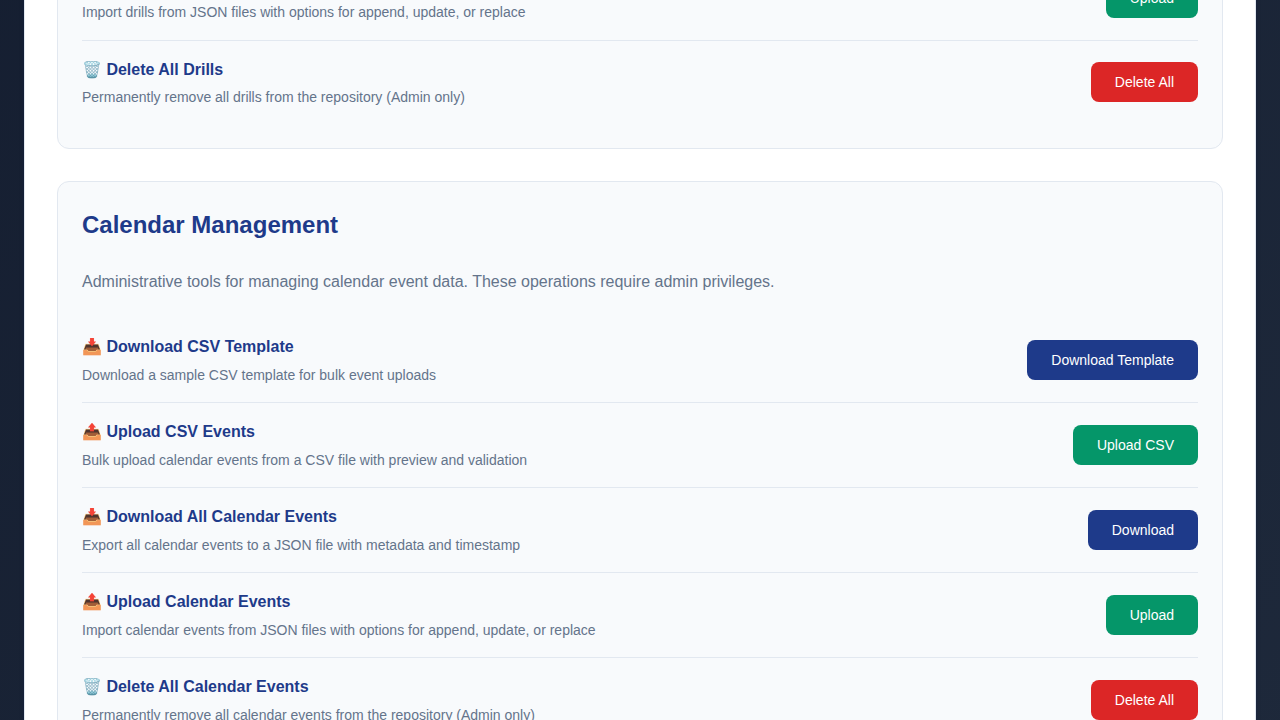 Import drills from JSON files with options for append, update, or replace
Upload
Delete All Drills
Permanently remove all drills from the repository (Admin only)
Delete All
Calendar Management
Administrative tools for managing calendar event data. These operations require admin privileges.
Download CSV Template
Download a sample CSV template for bulk event uploads
Download Template
Upload CSV Events
Bulk upload calendar events from a CSV file with preview and validation
Upload CSV
Download All Calendar Events
Export all calendar events to a JSON file with metadata and timestamp
Download
Upload Calendar Events
Import calendar events from JSON files with options for append, update, or replace
Upload
Delete All Calendar Events
Permanently remove all calendar events from the repository (Admin only)
Delete All